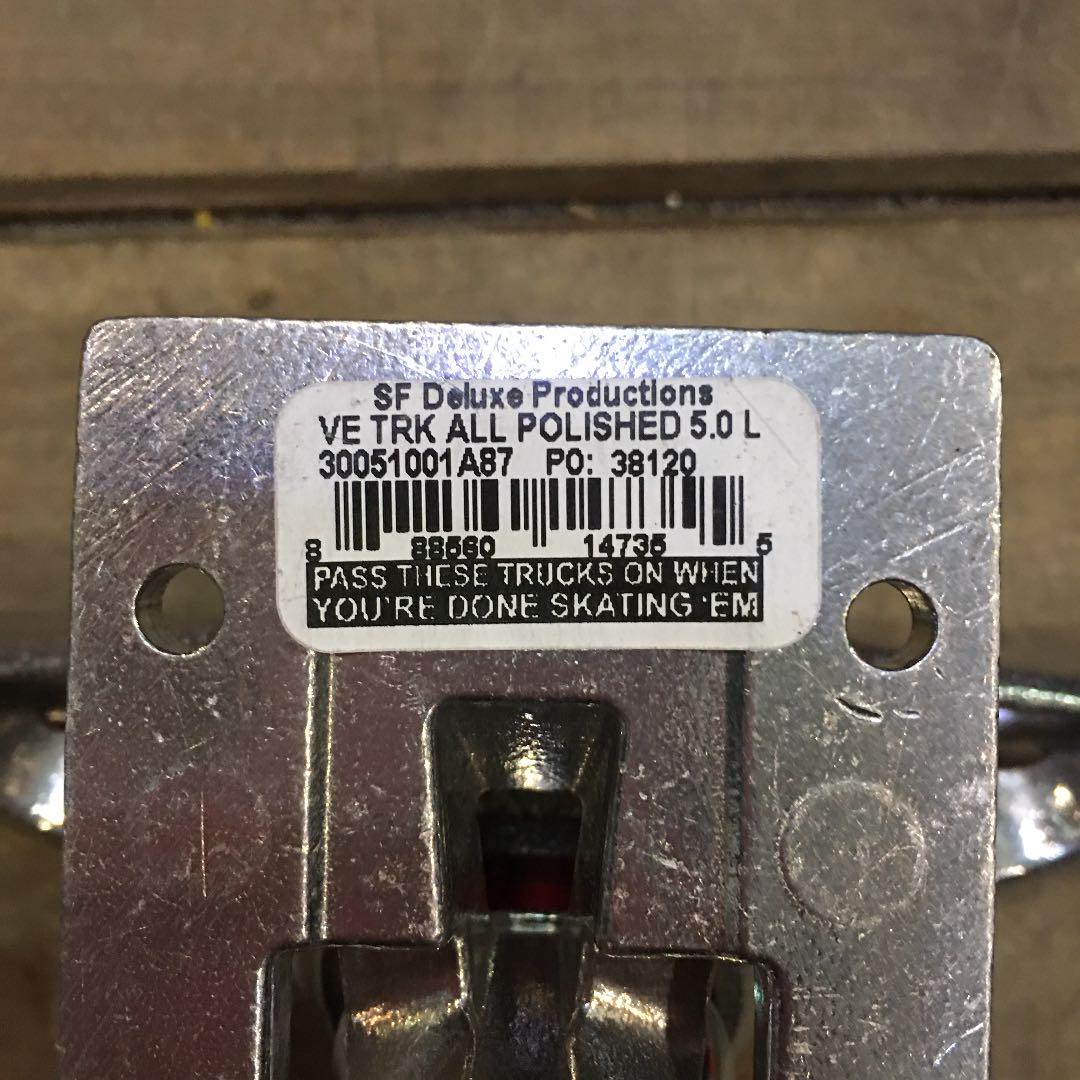 SF Deluxe Productions
VE TRK ALL POLISHED 5.0 L
30051001A87 PO: 38120
8 88560 14735 5
PASS THESE TRUCKS ON WHEN
YOU'RE DONE SKATING 'EM